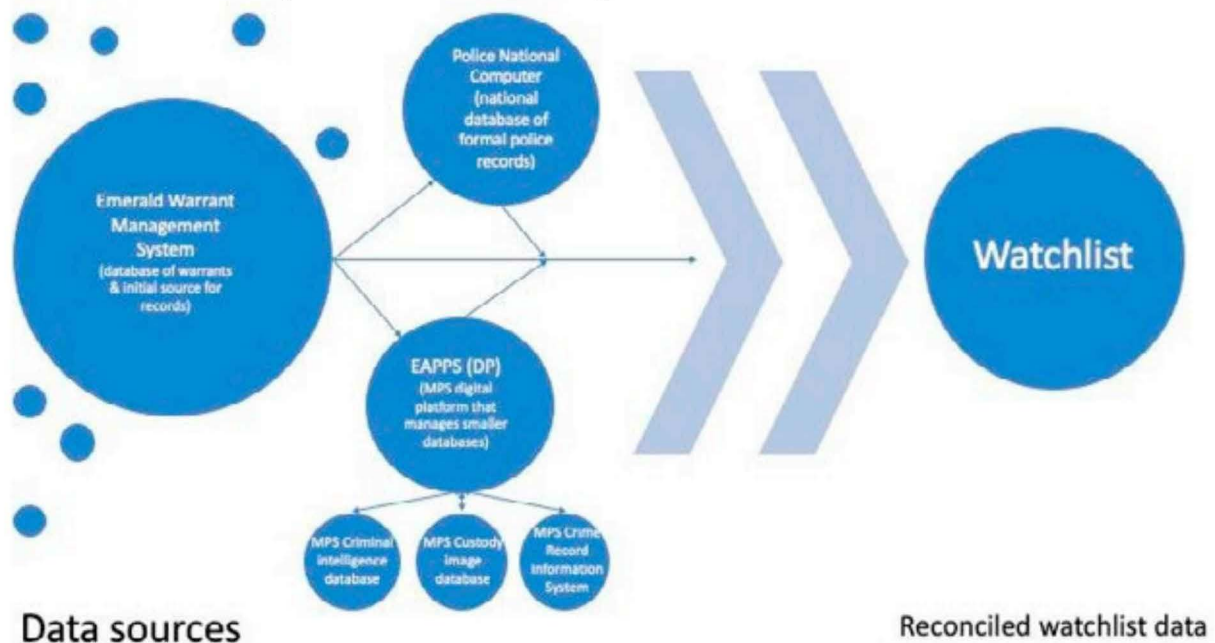 Police National
Computer
(national
database of
formal police
records)
Emerald Warrant
Management
System
(database of warrants
& initial source for
records)
Watchlist
EAPPS (DP)
(MPS digital
platform that
manages smaller
databases)
MPS Criminal
intelligence
database
MPS Custody
image
database
MPS Crime
Record
Information
System
Data sources
Reconciled watchlist data